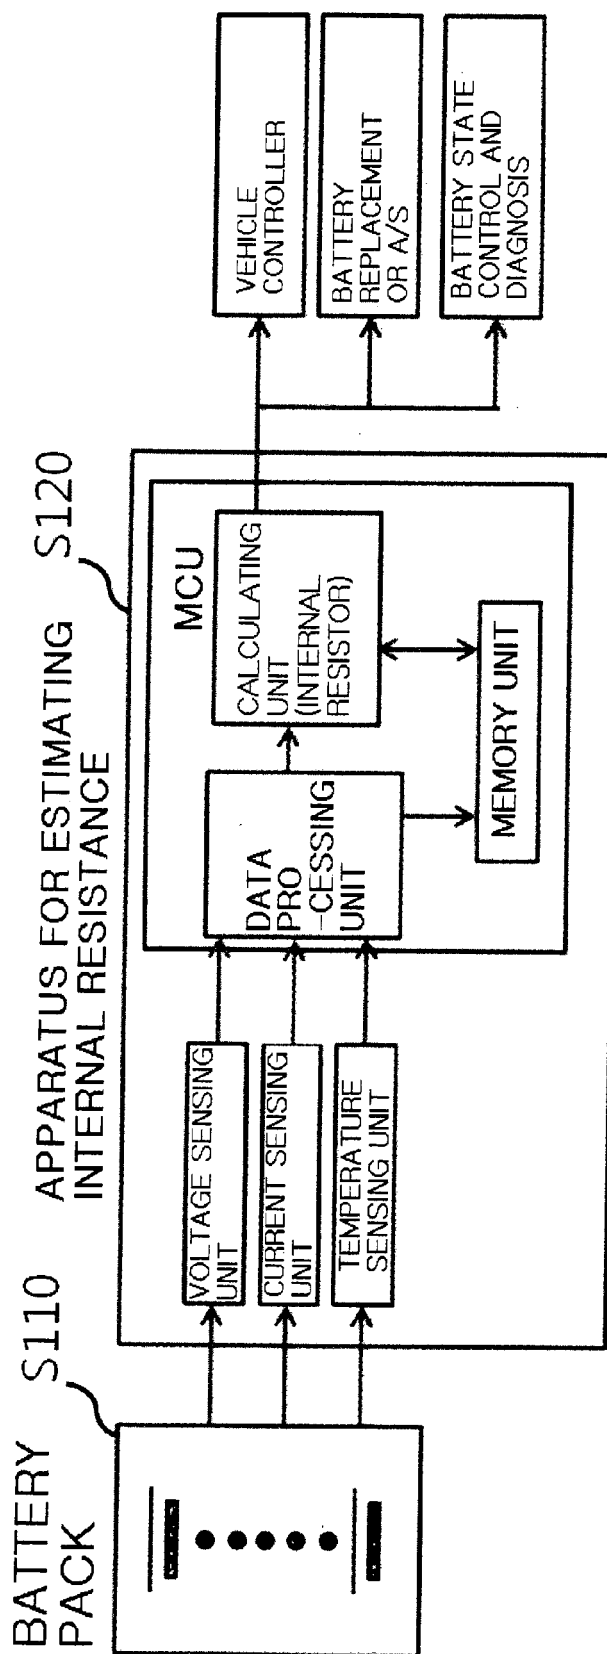 BATTERY
PACK
S110
APPARATUS FOR ESTIMATING
INTERNAL RESISTANCE
S120
VOLTAGE SENSING
UNIT
CURRENT SENSING
UNIT
TEMPERATURE
SENSING UNIT
MCU
DATA
PRO
-CESSING
UNIT
CALCULATING
UNIT
(INTERNAL
RESISTOR)
MEMORY UNIT
VEHICLE
CONTROLLER
BATTERY
REPLACEMENT
OR A/S
BATTERY STATE
CONTROL AND
DIAGNOSIS